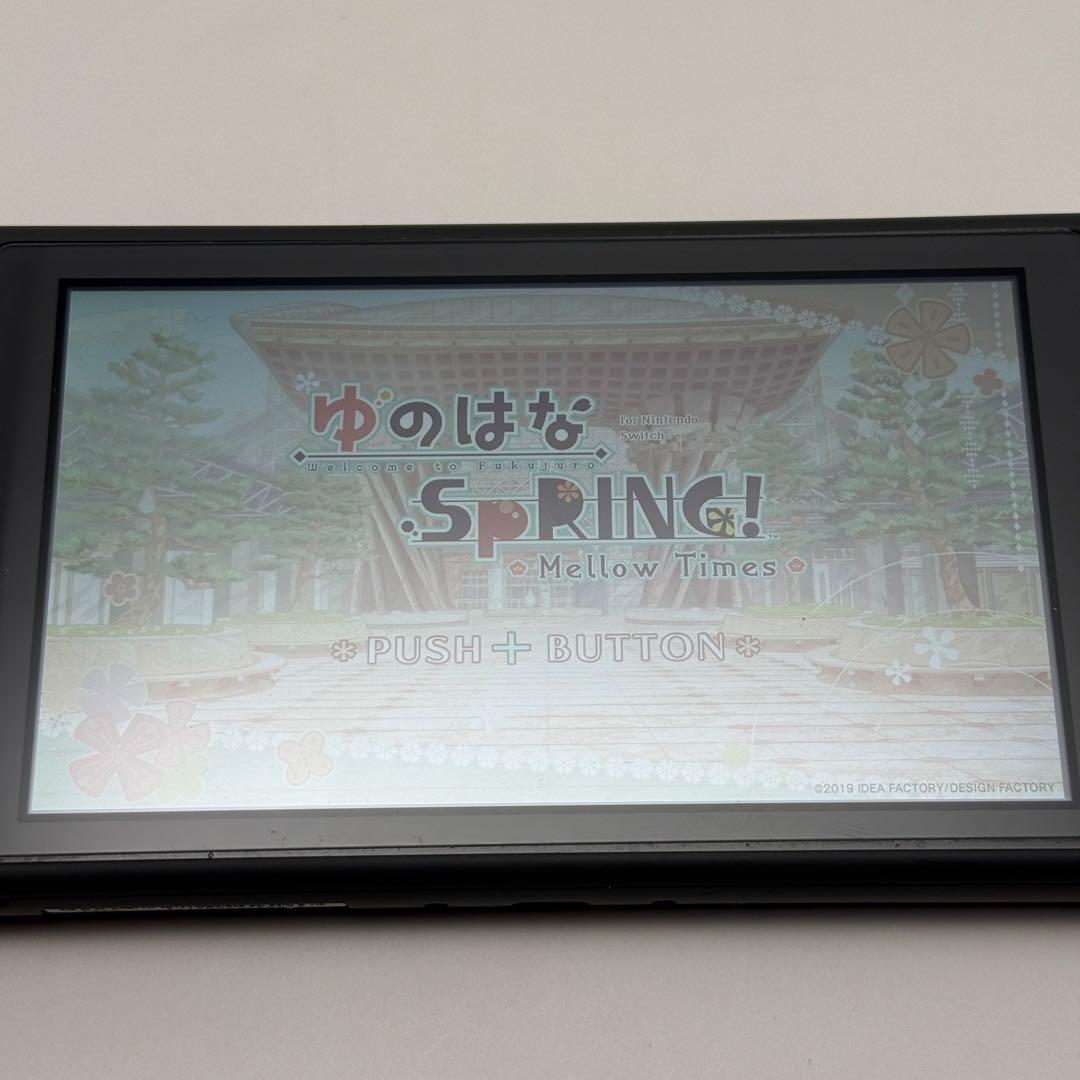 ゆのはな
for Nintendo
Switch
Welcome to Fukujuro
SpRING!
TM
Mellow Times
PUSH + BUTTON
©2019 IDEA FACTORY/DESIGN FACTORY